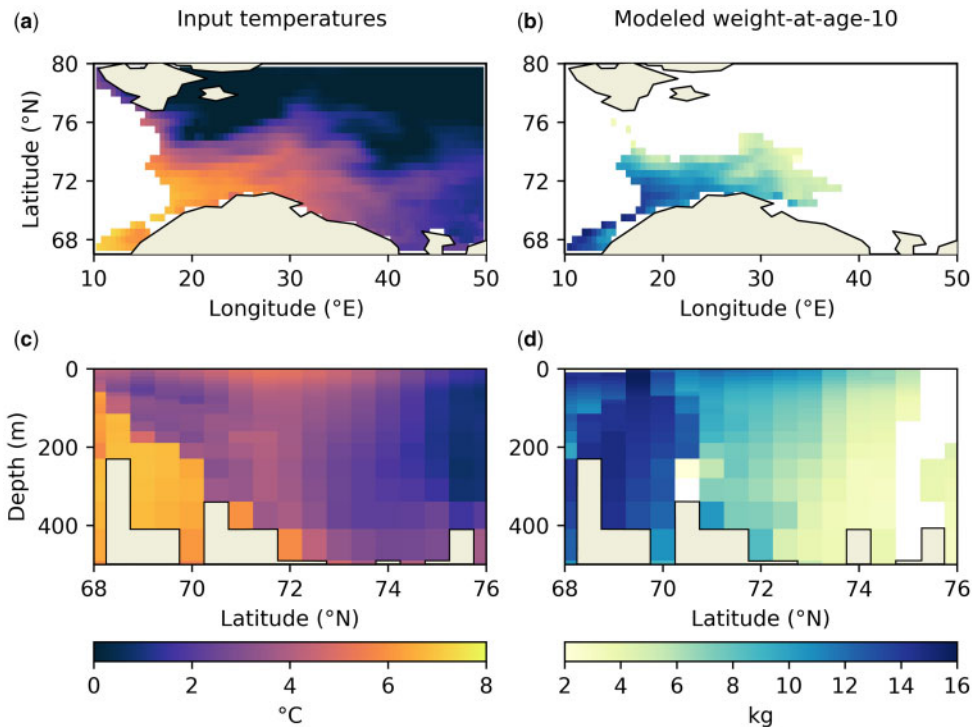 (a) Input temperatures
(b) Modeled weight-at-age-10
80
76
72
68
Latitude (°N)
10 20 30 40 50
Longitude (°E)
80
76
72
68
10 20 30 40 50
Longitude (°E)
(c)
0
200
400
Depth (m)
68 70 72 74 76
Latitude (°N)
(d)
0
200
400
68 70 72 74 76
Latitude (°N)
0 2 4 6 8
°C
2 4 6 8 10 12 14 16
kg